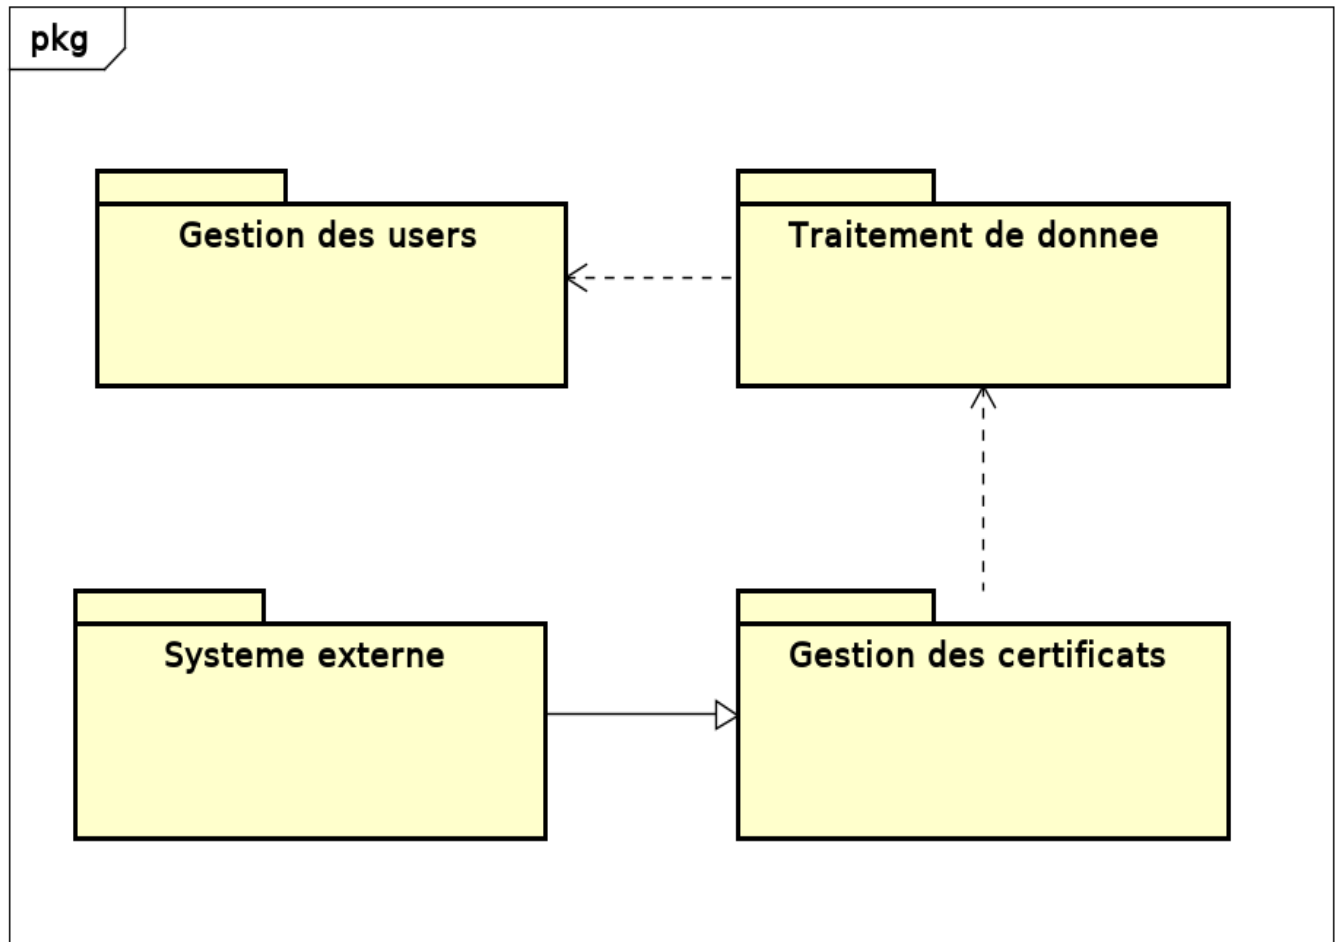 pkg
Gestion des users
Traitement de donnee
Systeme externe
Gestion des certificats